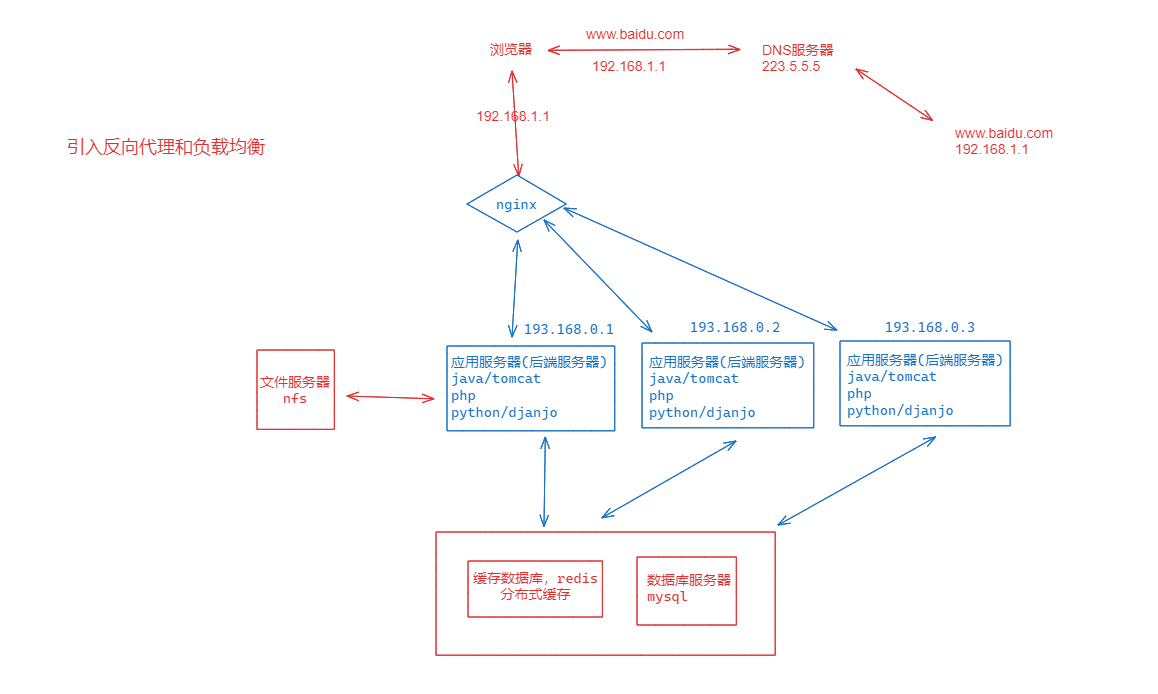 www.baidu.com
浏览器
DNS服务器
192.168.1.1
223.5.5.5
192.168.1.1
www.baidu.com
192.168.1.1
引入反向代理和负载均衡
nginx
193.168.0.1
193.168.0.2
193.168.0.3
文件服务器
nfs
应用服务器(后端服务器)
java/tomcat
php
python/djanjo
应用服务器(后端服务器)
java/tomcat
php
python/djanjo
应用服务器(后端服务器)
java/tomcat
php
python/djanjo
缓存数据库，redis
分布式缓存
数据库服务器
mysql